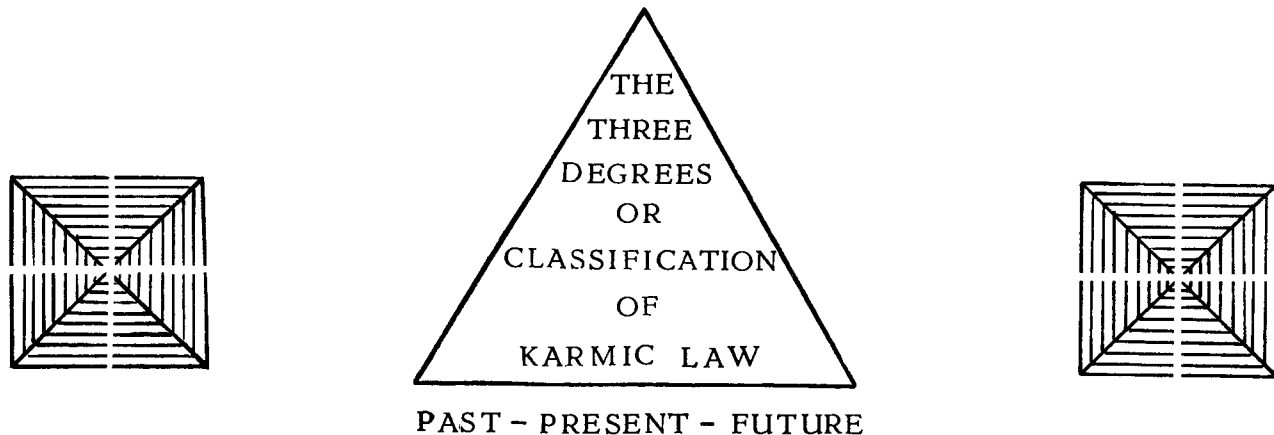 THE
THREE
DEGREES
OR
CLASSIFICATION
OF
KARMIC LAW
PAST - PRESENT - FUTURE